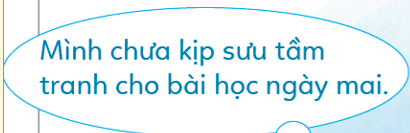 Mình chưa kịp sưu tầm
tranh cho bài học ngày mai.